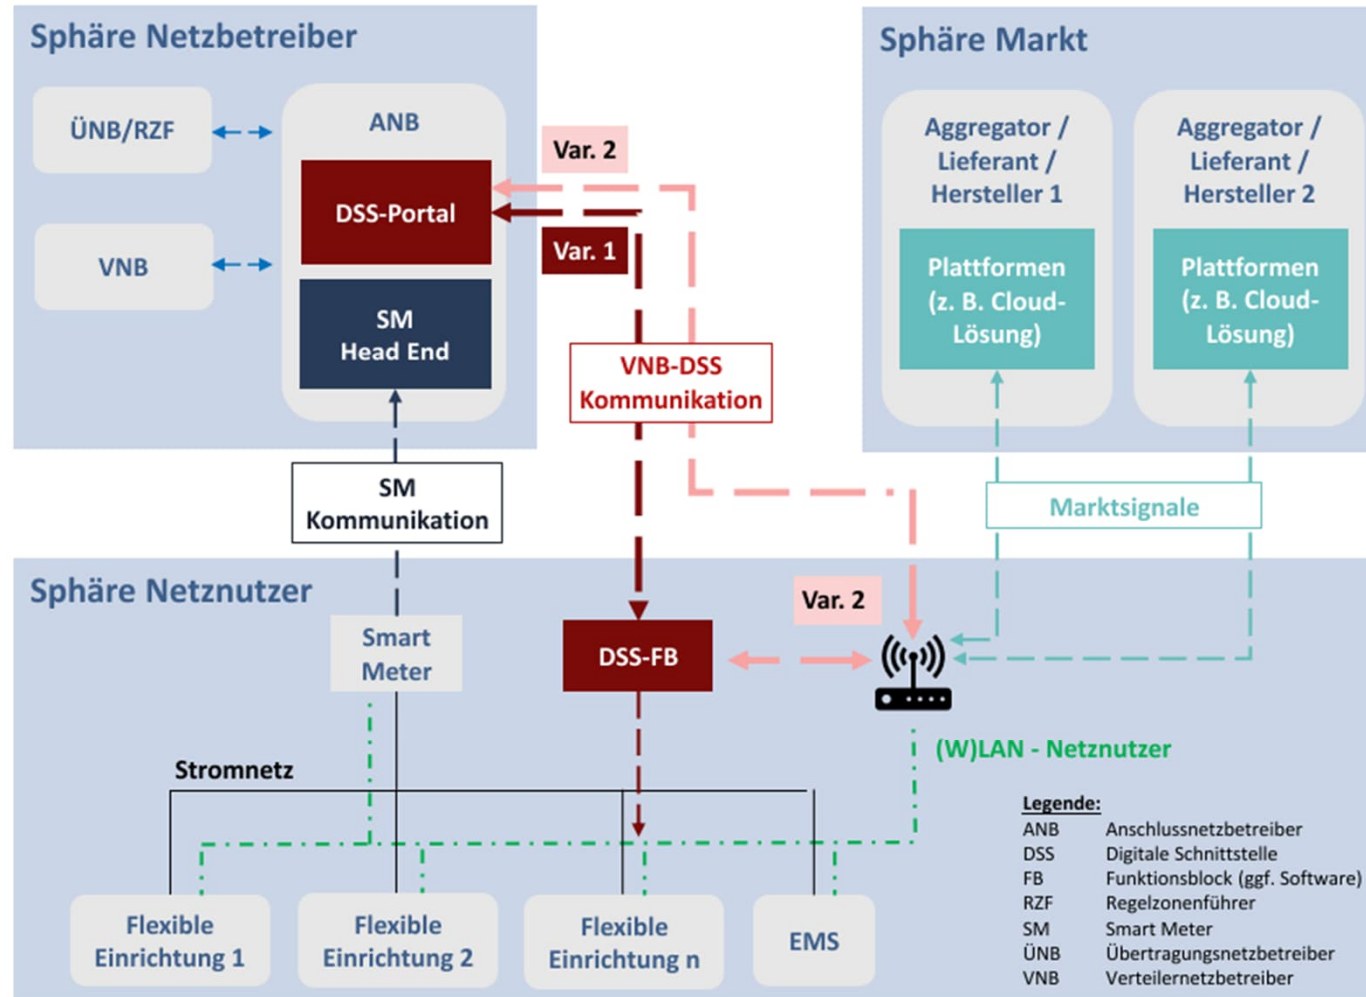 Sphäre Netzbetreiber
ÜNB/RZF
VNB
ANB
DSS-Portal
SM
Head End
Var. 2
Var. 1
VNB-DSS
Kommunikation
SM
Kommunikation
Sphäre Markt
Aggregator /
Lieferant /
Hersteller 1
Plattformen
(z. B. Cloud-
Lösung)
Aggregator /
Lieferant /
Hersteller 2
Plattformen
(z. B. Cloud-
Lösung)
Marktsignale
Sphäre Netznutzer
Smart
Meter
DSS-FB
Var. 2
(W)LAN - Netznutzer
Stromnetz
Flexible
Einrichtung 1
Flexible
Einrichtung 2
Flexible
Einrichtung n
EMS
Legende:
ANB Anschlussnetzbetreiber
DSS Digitale Schnittstelle
FB Funktionsblock (ggf. Software)
RZF Regelzonenführer
SM Smart Meter
ÜNB Übertragungsnetzbetreiber
VNB Verteilernetzbetreiber